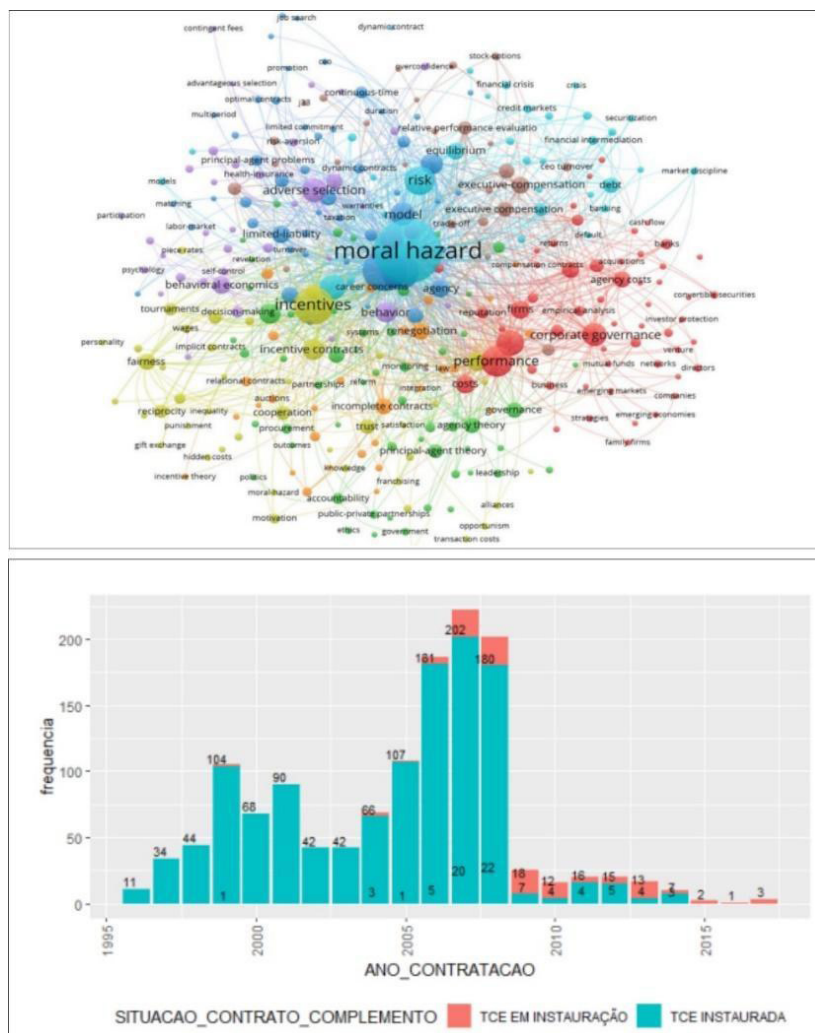 job search
contingent fees
dynamic contract
stock-options
promotion
ceo
overconfidence
advantageous selection
continuous-time
financial crisis
crisis
optimal contracts
j33
duration
credit markets
multiperiod
limited commitment
relative performance evaluatio
securitization
risk-aversion
financial intermediation
equilibrium
principal-agent problems
dynamic contracts
ceo turnover
market discipline
health-insurance
risk
executive-compensation
debt
models
adverse selection
matching
warranties
executive compensation
banking
participation
taxation
model
trade-off
labor-market
limited-liability
cashflow
turnover
returns
default
banks
piece rates
revelation
moral hazard
acquisitions
psychology
self-control
compensation contracts
agency costs
behavioral economics
career concerns
agency
convertible securities
incentives
tournaments
decision-making
behavior
reputation
firms
empirical analysis
investor protection
wages
systems
renegotiation
corporate governance
personality
implicit contracts
venture
fairness
incentive contracts
monitoring
law
performance
mutual funds
networks
directors
relational contracts
partnerships
reform
integration
costs
business
emerging markets
companies
auctions
reciprocity
inequality
cooperation
incomplete contracts
governance
strategies
emerging economies
punishment
procurement
trust
satisfaction
agency theory
gift exchange
outcomes
principal-agent theory
family firms
hidden costs
knowledge
incentive theory
politics
franchising
leadership
moral-hazard
accountability
motivation
public-private partnerships
alliances
ethics
government
opportunism
transaction costs
frequencia
200
150
100
50
0
11
34
44
104
1
68
90
42
42
66
3
107
1
181
5
202
20
180
22
18
7
12
4
16
4
15
5
13
4
7
3
2
1
3
1995
2000
2005
2010
2015
ANO_CONTRATACAO
SITUACAO_CONTRATO_COMPLEMENTO TCE EM INSTAURAÇÃO TCE INSTAURADA